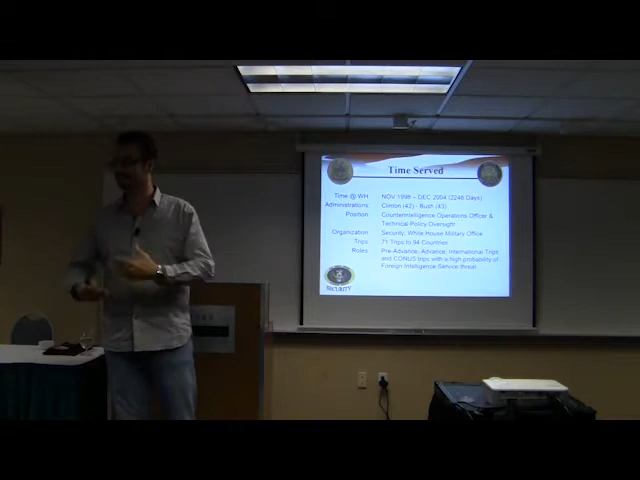 Time Served
Time @ WH : NOV 1998 – DEC 2004 (2248 Days)
Administrations: Clinton (42) - Bush (43)
Position : Counterintelligence Operations Officer &
Technical Policy Oversight
Organization : Security, White House Military Office
Trips : 71 Trips to 94 Countries
Roles : Pre-Advance, Advance, International Trips
and CONUS trips with a high probability of
Foreign Intelligence Service threat
SECURITY